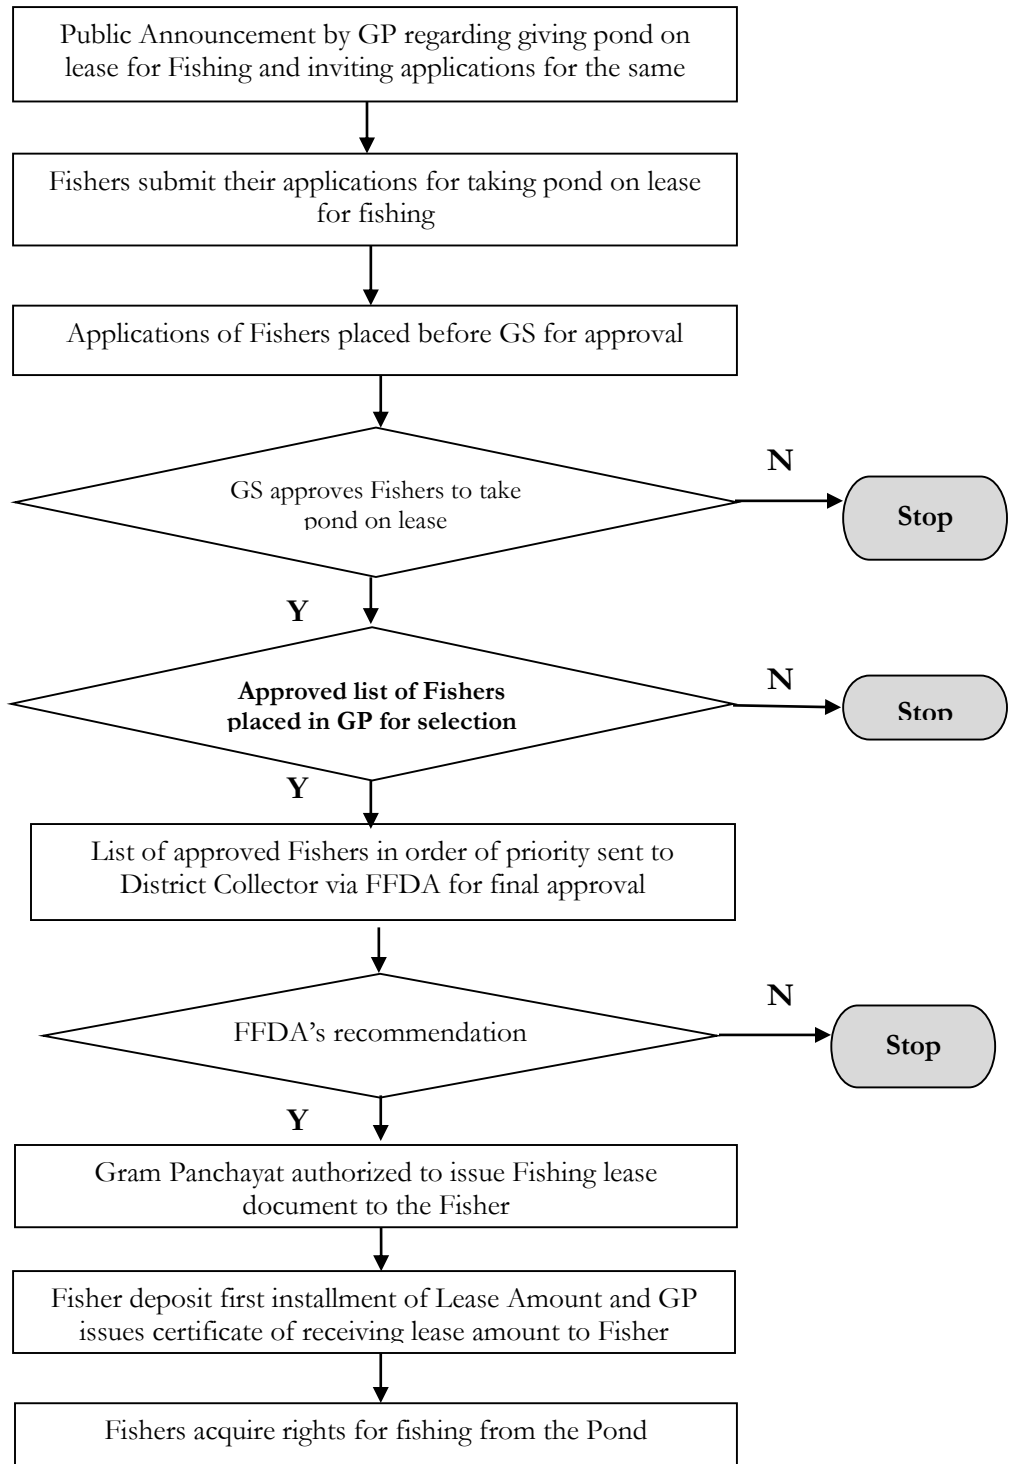 Public Announcement by GP regarding giving pond on
lease for Fishing and inviting applications for the same
Fishers submit their applications for taking pond on lease
for fishing
Applications of Fishers placed before GS for approval
N
GS approves Fishers to take
pond on lease
Stop
Y
N
Approved list of Fishers
placed in GP for selection
Stop
Y
List of approved Fishers in order of priority sent to
District Collector via FFDA for final approval
N
FFDA's recommendation
Stop
Y
Gram Panchayat authorized to issue Fishing lease
document to the Fisher
Fisher deposit first installment of Lease Amount and GP
issues certificate of receiving lease amount to Fisher
Fishers acquire rights for fishing from the Pond